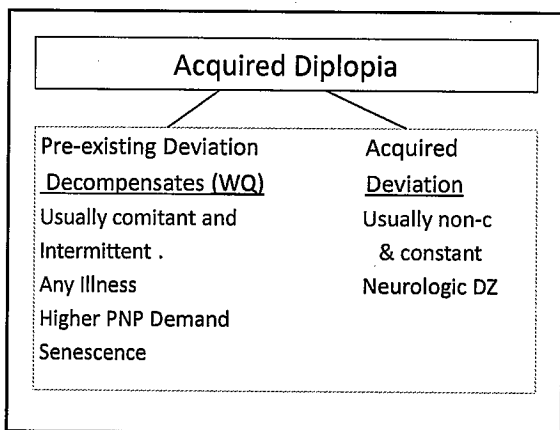 Acquired Diplopia
Pre-existing Deviation
Decompensates (WQ)
Usually comitant and
Intermittent .
Any Illness
Higher PNP Demand
Senescence
Acquired
Deviation
Usually non-c
& constant
Neurologic DZ